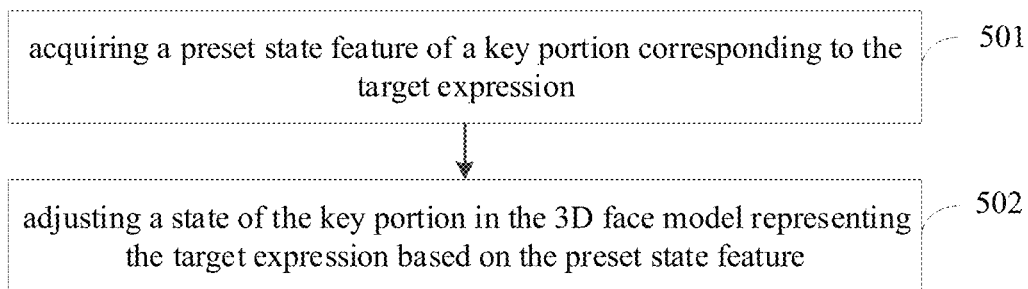 acquiring a preset state feature of a key portion corresponding to the
target expression
501
adjusting a state of the key portion in the 3D face model representing
the target expression based on the preset state feature
502